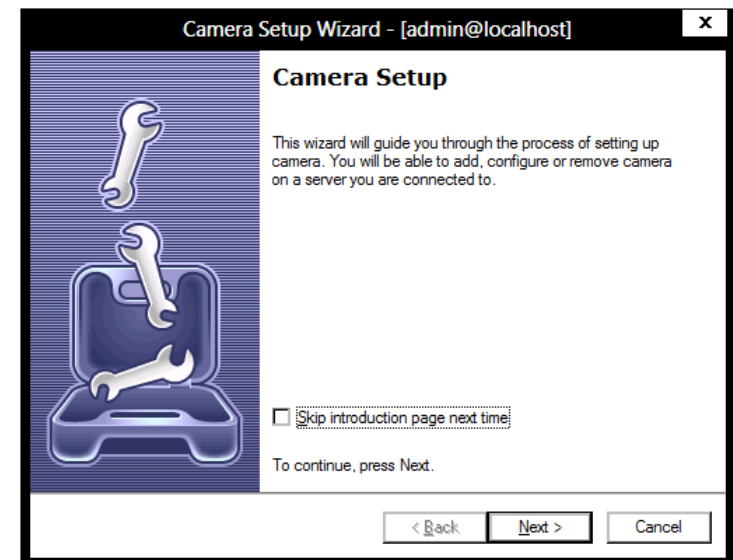 Camera Setup Wizard - [admin@localhost]
x
Camera Setup
This wizard will guide you through the process of setting up
camera. You will be able to add, configure or remove camera
on a server you are connected to.
Skip introduction page next time
To continue, press Next.
< Back
Next >
Cancel